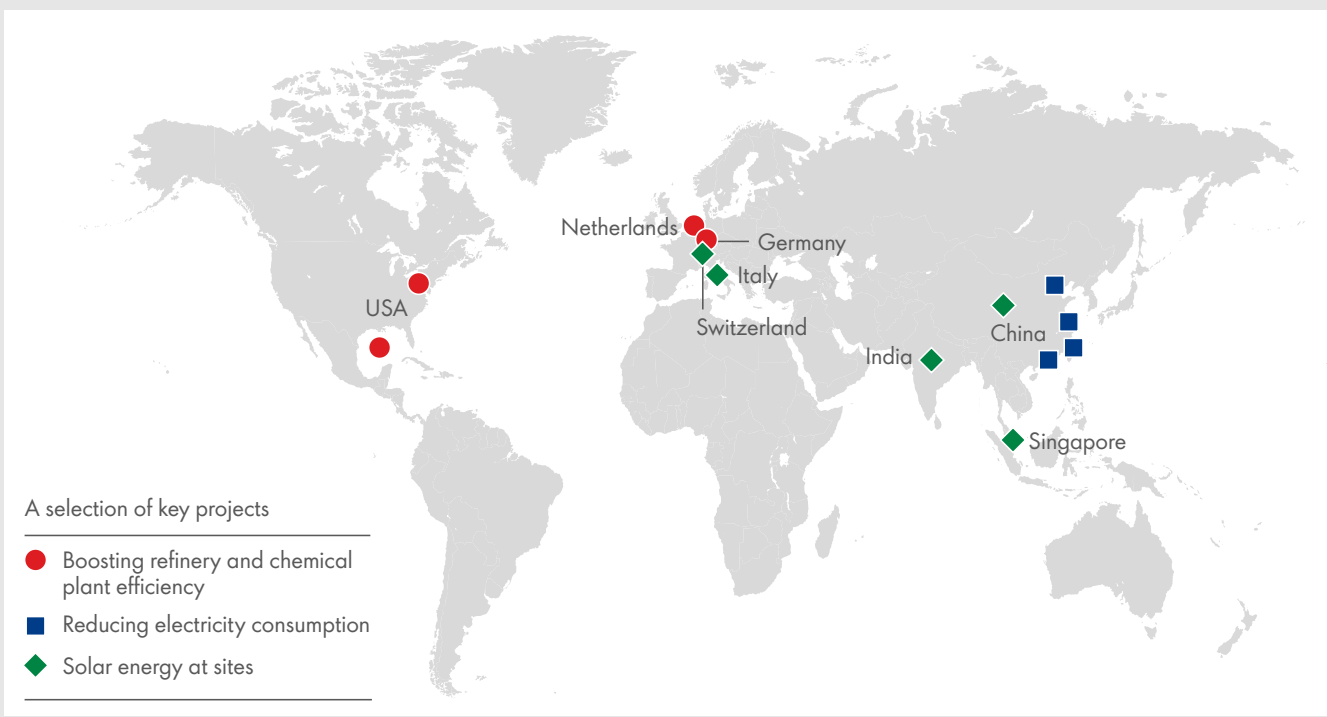 Netherlands
Germany
Italy
USA
Switzerland
China
India
Singapore
A selection of key projects
Boosting refinery and chemical
plant efficiency
Reducing electricity consumption
Solar energy at sites